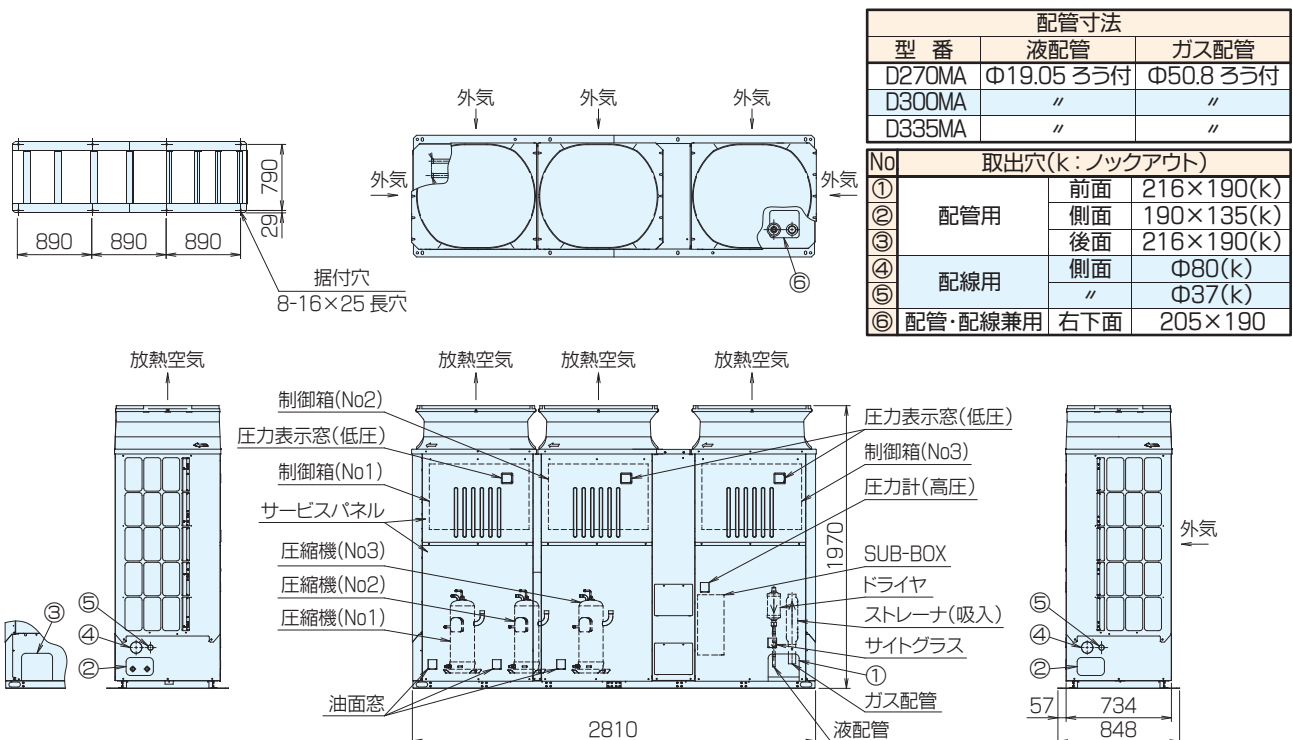 配管寸法
型 番 液配管 ガス配管
D270MA Φ19.05 ろう付 Φ50.8 ろう付
D300MA 〃 〃
D335MA 〃 〃
No 取出穴(k:ノックアウト)
① 配管用 前面 216×190(k)
② 側面 190×135(k)
③ 後面 216×190(k)
④ 配線用 側面 Φ80(k)
⑤ 〃 Φ37(k)
⑥ 配管・配線兼用 右下面 205×190
外気 外気 外気
外気 外気
790
29
890 890 890
据付穴
8-16×25 長穴
⑥
放熱空気 放熱空気 放熱空気 放熱空気
制御箱(No2)
圧力表示窓(低圧)
制御箱(No1)
サービスパネル
圧縮機(No3)
圧縮機(No2)
圧縮機(No1)
油面窓
圧力表示窓(低圧)
制御箱(No3)
圧力計(高圧)
SUB-BOX
ドライヤ
ストレーナ(吸入)
サイトグラス
①
ガス配管
液配管
1970
2810
③
⑤
④
②
外気
⑤
④
②
57 734
848